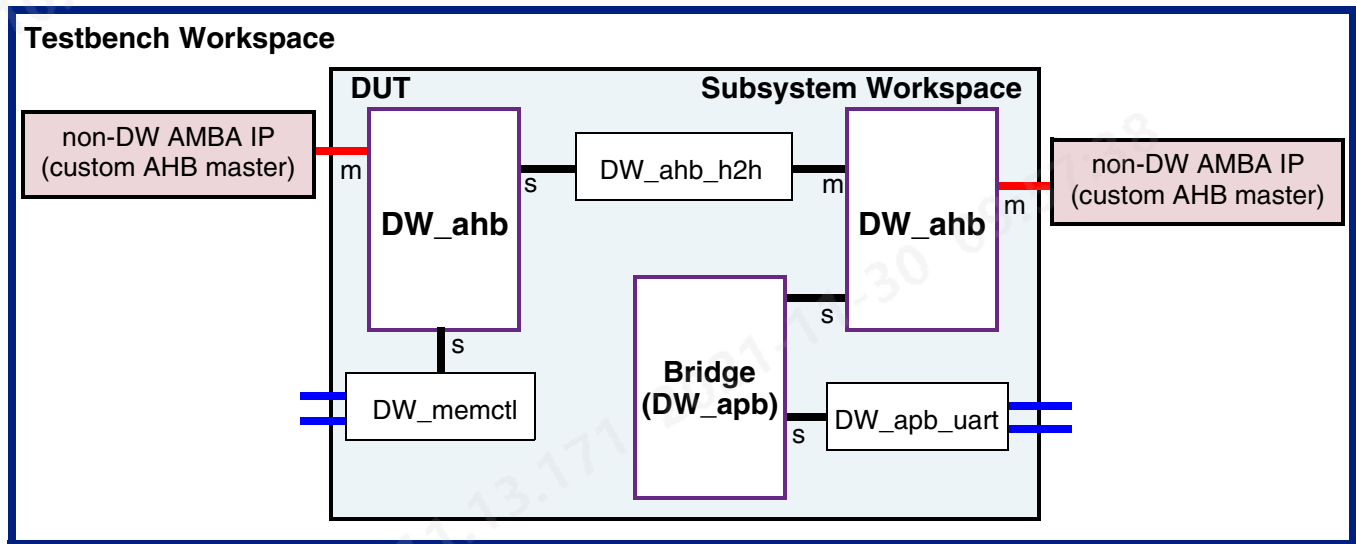 Testbench Workspace
DUT
Subsystem Workspace
non-DW AMBA IP
(custom AHB master)
m
DW_ahb
s
DW_ahb_h2h
m
DW_ahb
m
non-DW AMBA IP
(custom AHB master)
s
s
Bridge
(DW_apb)
DW_memctl
s
DW_apb_uart